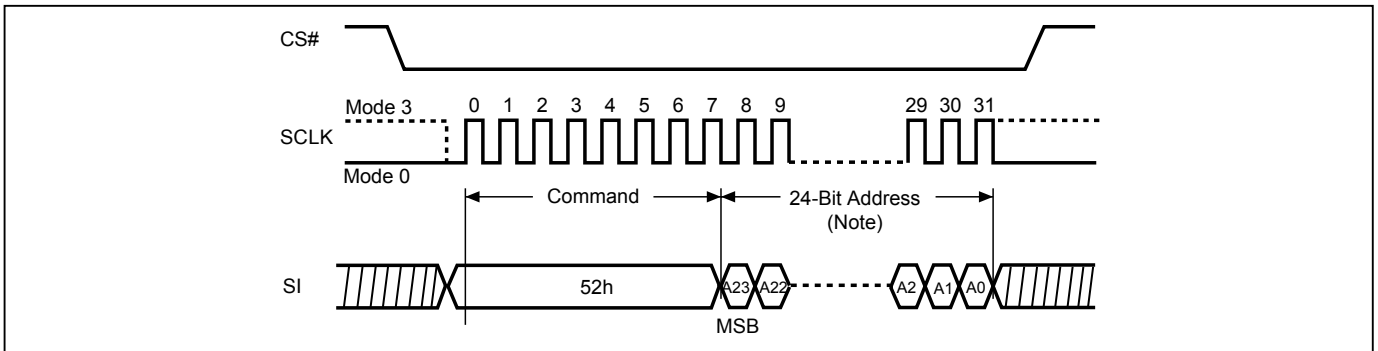 CS#
Mode 3
0 1 2 3 4 5 6 7 8 9 29 30 31
SCLK
Mode 0
Command
24-Bit Address
(Note)
SI
52h
A23 A22 A2 A1 A0
MSB